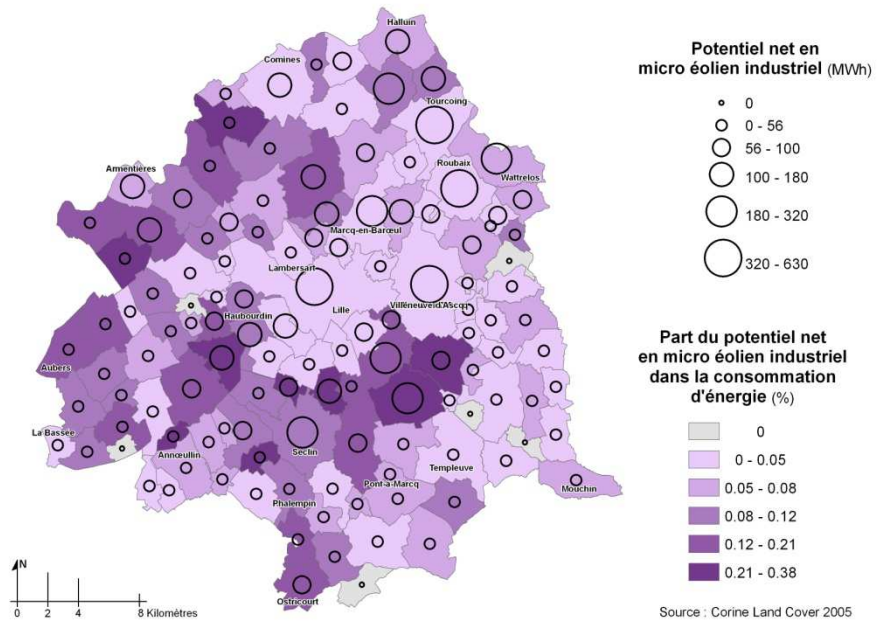 Halluin
Comines
Tourcoing
Roubaix
Armentières
Wattrelos
Marcq-en-Barœul
Lambersart
Lille
Villeneuve d'Ascq
Haubourdin
Aubers
La Bassée
Annœullin
Seclin
Templeuve
Pont-à-Marcq
Mouchin
Phalempin
Ostricourt
N
0 2 4 8 Kilomètres
Potentiel net en
micro éolien industriel (MWh)
0
0 - 56
56 - 100
100 - 180
180 - 320
320 - 630
Part du potentiel net
en micro éolien industriel
dans la consommation
d'énergie (%)
0
0 - 0.05
0.05 - 0.08
0.08 - 0.12
0.12 - 0.21
0.21 - 0.38
Source : Corine Land Cover 2005